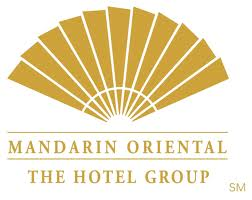 MANDARIN ORIENTAL
THE HOTEL GROUP
SM